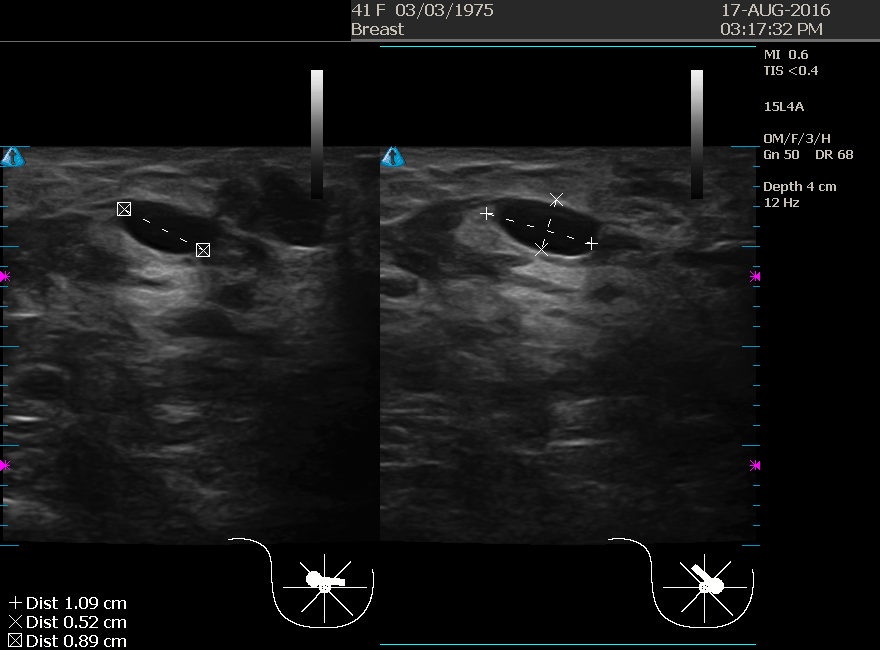 41 F 03/03/1975 17-AUG-2016
Breast 03:17:32 PM
MI 0.6
TIS <0.4
15L4A
OM/F/3/H
Gn 50 DR 68
Depth 4 cm
12 Hz
Dist 1.09 cm
Dist 0.52 cm
Dist 0.89 cm